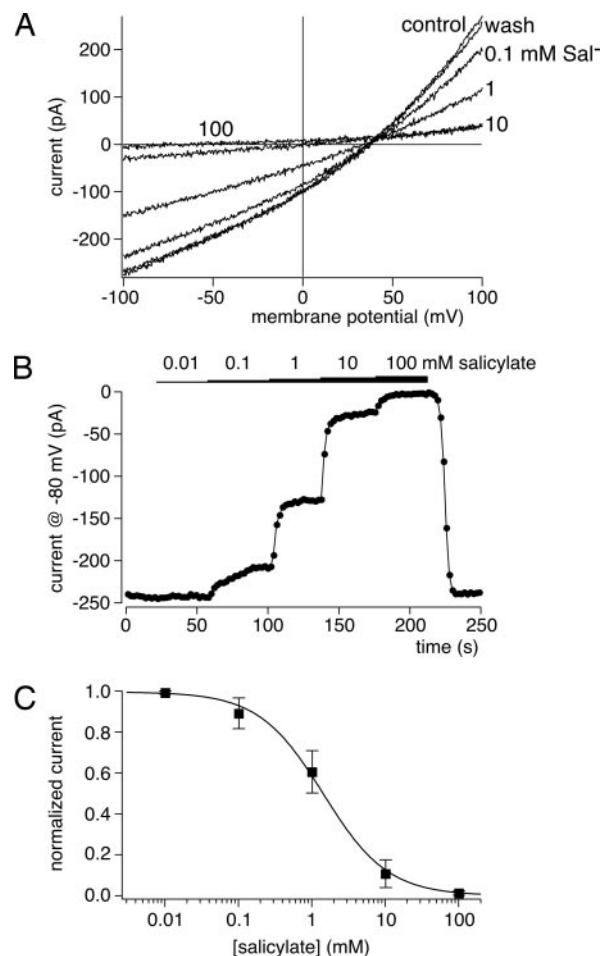 A
control wash
0.1 mM Sal⁻
1
10
100
current (pA)
200
100
0
-100
-200
-100 -50 0 50 100
membrane potential (mV)
B
0.01 0.1 1 10 100 mM salicylate
current @ -80 mV (pA)
0
-50
-100
-150
-200
-250
0 50 100 150 200 250
time (s)
C
normalized current
1.0
0.8
0.6
0.4
0.2
0.0
0.01 0.1 1 10 100
[salicylate] (mM)